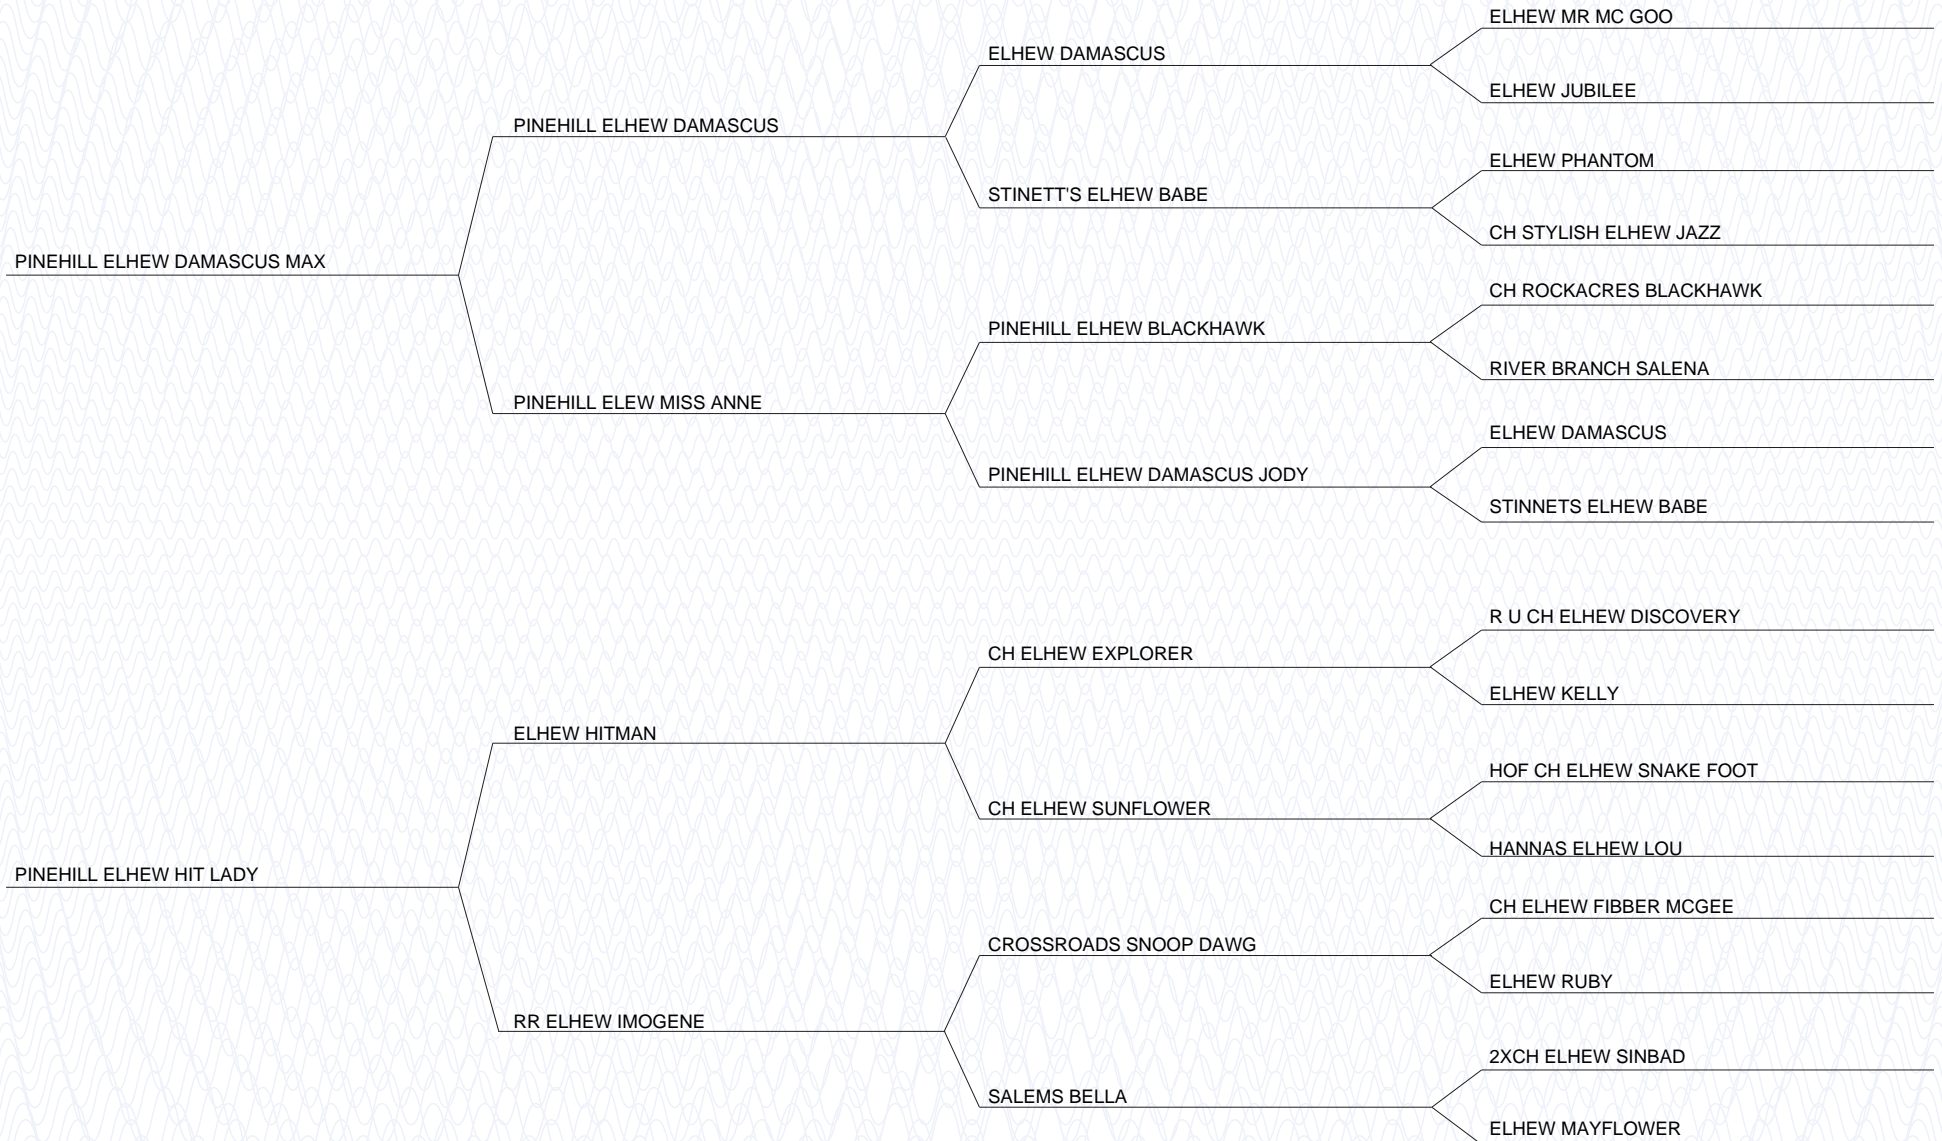 ELHEW MR MC GOO
ELHEW DAMASCUS
ELHEW JUBILEE
PINEHILL ELHEW DAMASCUS
ELHEW PHANTOM
STINETT'S ELHEW BABE
CH STYLISH ELHEW JAZZ
PINEHILL ELHEW DAMASCUS MAX
CH ROCKACRES BLACKHAWK
PINEHILL ELHEW BLACKHAWK
RIVER BRANCH SALENA
PINEHILL ELEW MISS ANNE
ELHEW DAMASCUS
PINEHILL ELHEW DAMASCUS JODY
STINNETS ELHEW BABE
R U CH ELHEW DISCOVERY
CH ELHEW EXPLORER
ELHEW KELLY
ELHEW HITMAN
HOF CH ELHEW SNAKE FOOT
CH ELHEW SUNFLOWER
HANNAS ELHEW LOU
PINEHILL ELHEW HIT LADY
CH ELHEW FIBBER MCGEE
CROSSROADS SNOOP DAWG
ELHEW RUBY
RR ELHEW IMOGENE
2XCH ELHEW SINBAD
SALEMS BELLA
ELHEW MAYFLOWER